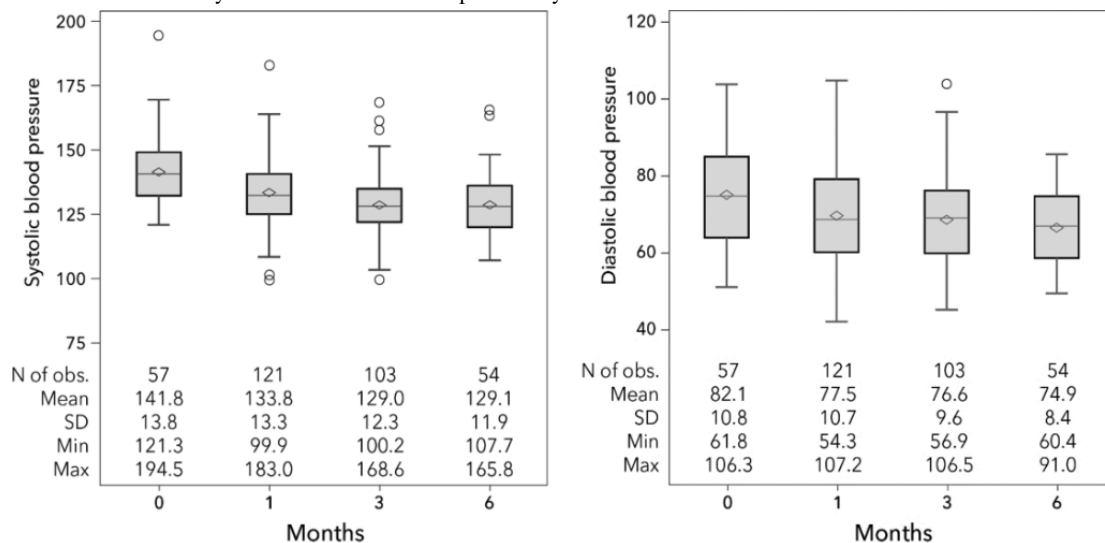 200
175
150
125
100
75
Systolic blood pressure
N of obs. 57 121 103 54
Mean 141.8 133.8 129.0 129.1
SD 13.8 13.3 12.3 11.9
Min 121.3 99.9 100.2 107.7
Max 194.5 183.0 168.6 165.8
0 1 3 6
Months
120
100
80
60
40
Diastolic blood pressure
N of obs. 57 121 103 54
Mean 82.1 77.5 76.6 74.9
SD 10.8 10.7 9.6 8.4
Min 61.8 54.3 56.9 60.4
Max 106.3 107.2 106.5 91.0
0 1 3 6
Months